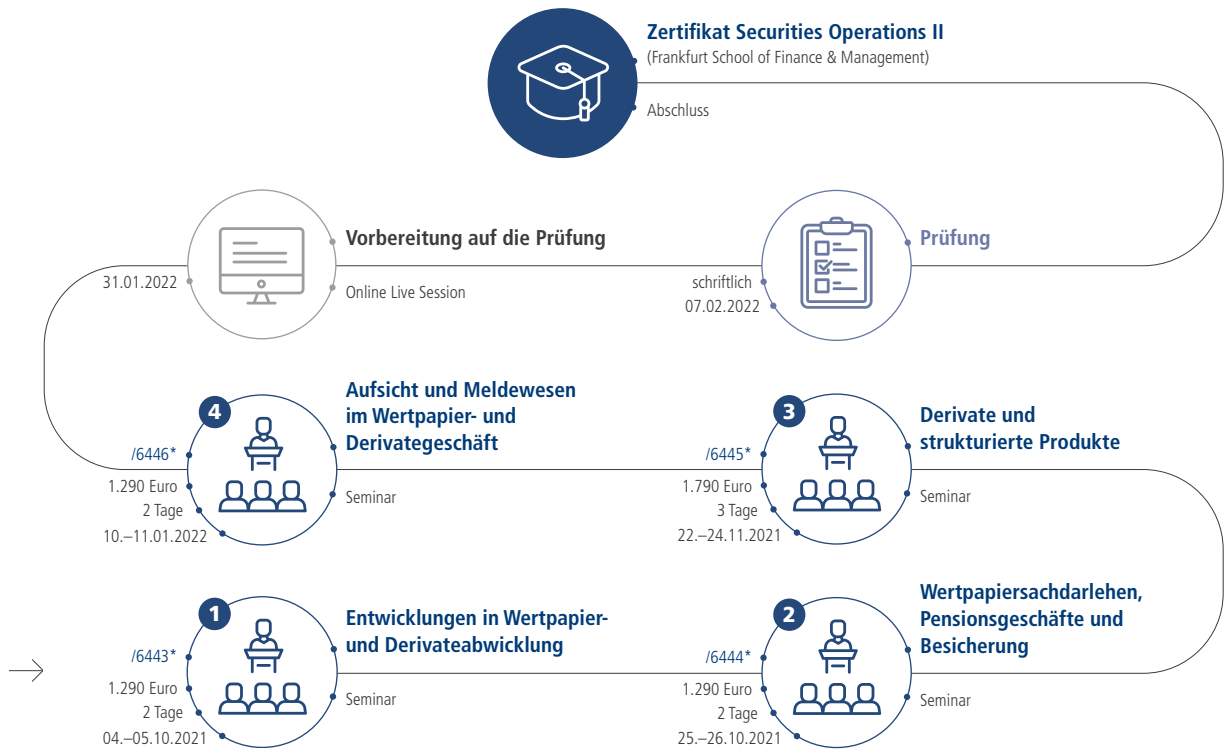 Zertifikat Securities Operations II
(Frankfurt School of Finance & Management)
Abschluss
Vorbereitung auf die Prüfung
31.01.2022
Online Live Session
Prüfung
schriftlich
07.02.2022
4
Aufsicht und Meldewesen
im Wertpapier- und
Derivategeschäft
/6446*
1.290 Euro
2 Tage
10.–11.01.2022
Seminar
3
Derivate und
strukturierte Produkte
/6445*
1.790 Euro
3 Tage
22.–24.11.2021
Seminar
1
Entwicklungen in Wertpapier-
und Derivateabwicklung
/6443*
1.290 Euro
2 Tage
04.–05.10.2021
Seminar
2
Wertpapiersachdarlehen,
Pensionsgeschäfte und
Besicherung
/6444*
1.290 Euro
2 Tage
25.–26.10.2021
Seminar